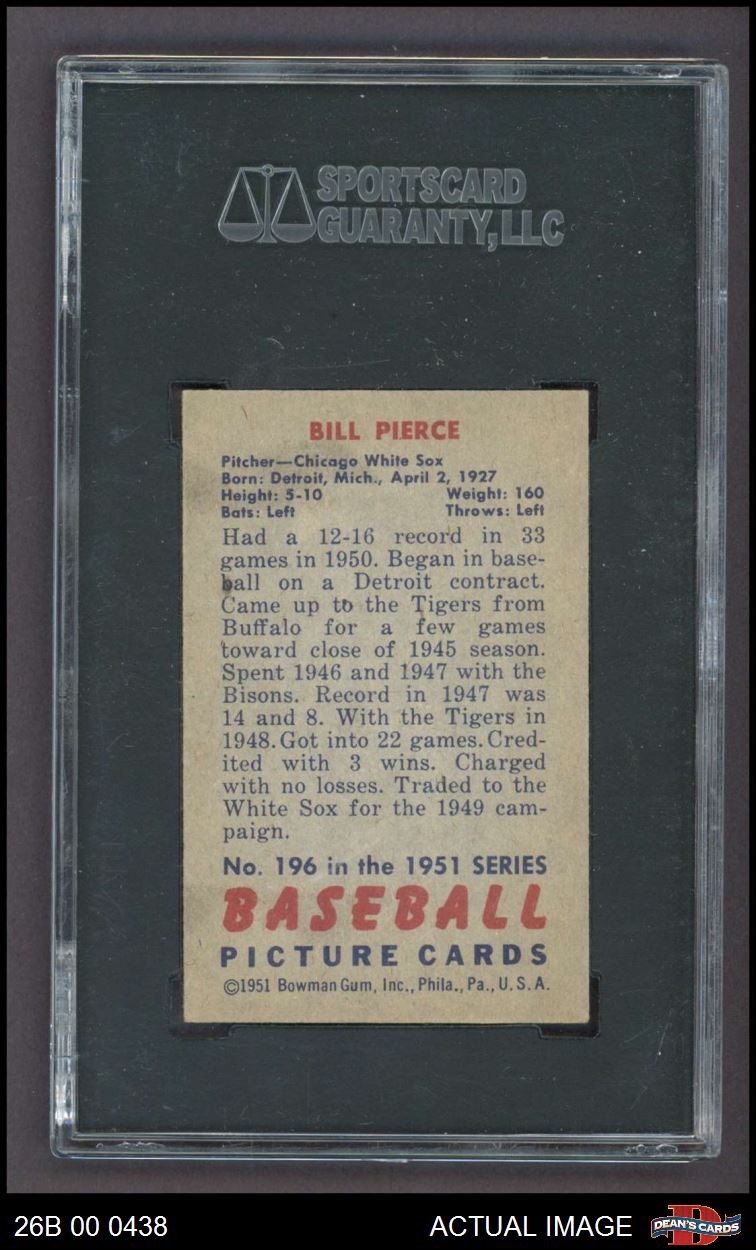 SPORTSCARD
GUARANTY, LLC
BILL PIERCE
Pitcher—Chicago White Sox
Born: Detroit, Mich., April 2, 1927
Height: 5-10 Weight: 160
Bats: Left Throws: Left
Had a 12-16 record in 33
games in 1950. Began in base-
ball on a Detroit contract.
Came up to the Tigers from
Buffalo for a few games
toward close of 1945 season.
Spent 1946 and 1947 with the
Bisons. Record in 1947 was
14 and 8. With the Tigers in
1948. Got into 22 games. Cred-
ited with 3 wins. Charged
with no losses. Traded to the
White Sox for the 1949 cam-
paign.
No. 196 in the 1951 SERIES
BASEBALL
PICTURE CARDS
©1951 Bowman Gum, Inc., Phila., Pa., U.S.A.
26B 00 0438 ACTUAL IMAGE D DEAN'S CARDS